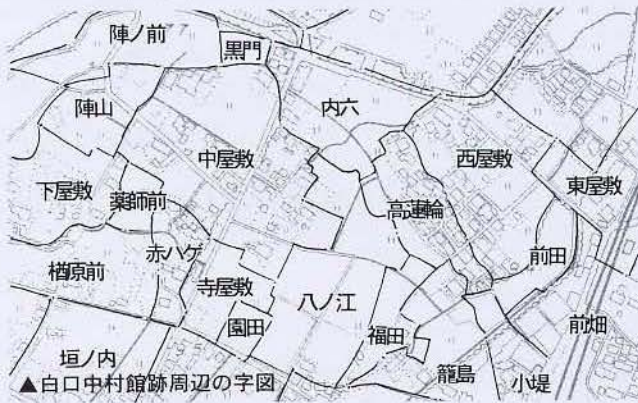 陣ノ前
黒門
陣山
内六
中屋敷
西屋敷
東屋敷
下屋敷
薬師前
高蓮輪
赤ハゲ
前田
楢原前
寺屋敷
八ノ江
園田
福田
前畑
垣ノ内
籠島
小堤
▲白口中村館跡周辺の字図